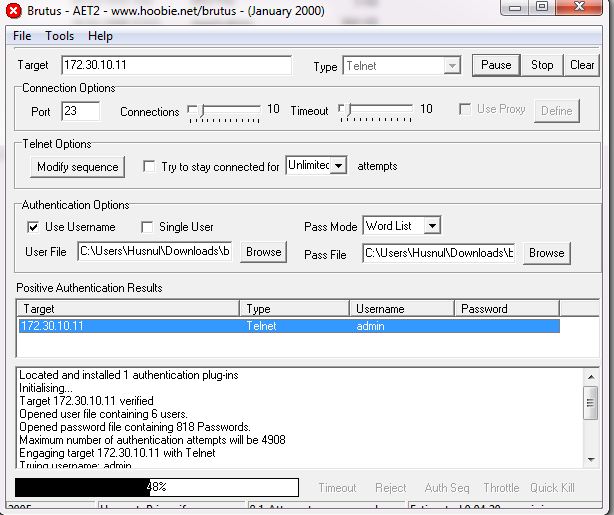 Brutus - AET2 - www.hoobie.net/brutus - (January 2000)
File Tools Help
Target 172.30.10.11 Type Telnet Pause Stop Clear
Connection Options
Port 23 Connections 10 Timeout 10 Use Proxy Define
Telnet Options
Modify sequence Try to stay connected for Unlimited attempts
Authentication Options
Use Username Single User Pass Mode Word List
User File C:\Users\Husnul\Downloads\b Browse Pass File C:\Users\Husnul\Downloads\b Browse
Positive Authentication Results
Target Type Username Password
172.30.10.11 Telnet admin
Located and installed 1 authentication plug-ins
Initialising...
Target 172.30.10.11 verified
Opened user file containing 6 users.
Opened password file containing 818 Passwords.
Maximum number of authentication attempts will be 4908
Engaging target 172.30.10.11 with Telnet
Trying username: admin
48% Timeout Reject Auth Seq Throttle Quick Kill